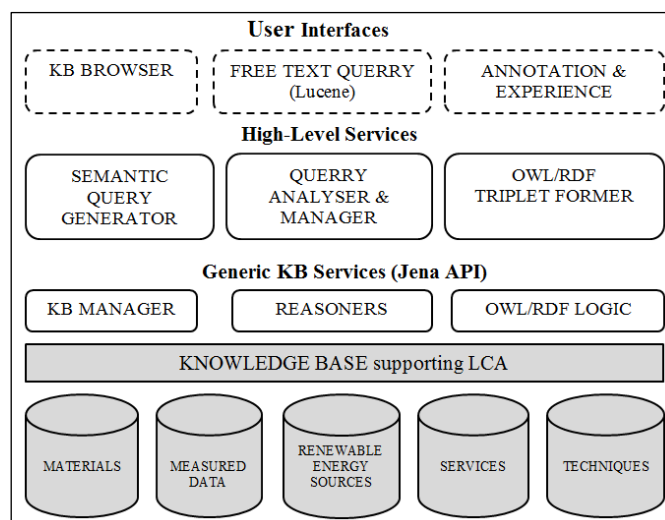 User Interfaces
KB BROWSER
FREE TEXT QUERRY
(Lucene)
ANNOTATION &
EXPERIENCE
High-Level Services
SEMANTIC
QUERY
GENERATOR
QUERRY
ANALYSER &
MANAGER
OWL/RDF
TRIPLET FORMER
Generic KB Services (Jena API)
KB MANAGER
REASONERS
OWL/RDF LOGIC
KNOWLEDGE BASE supporting LCA
MATERIALS
MEASURED
DATA
RENEWABLE
ENERGY
SOURCES
SERVICES
TECHNIQUES